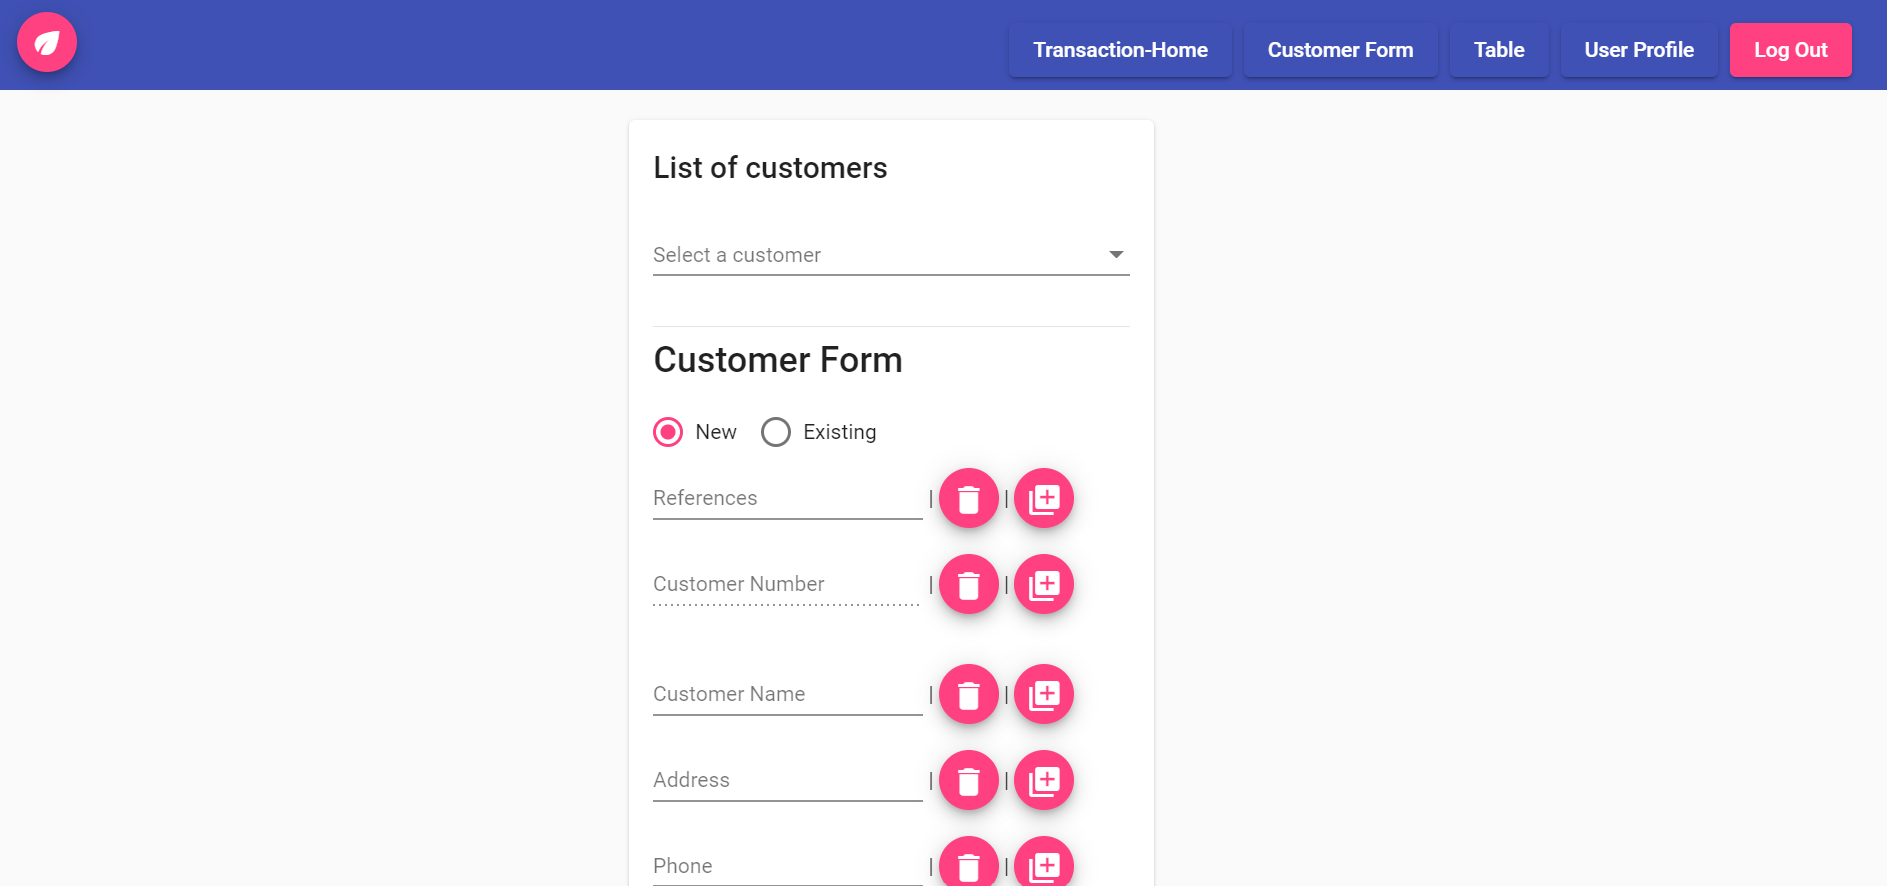 Transaction-Home Customer Form Table User Profile Log Out
List of customers
Select a customer
Customer Form
New Existing
References | |
Customer Number | |
Customer Name | |
Address | |
Phone | |